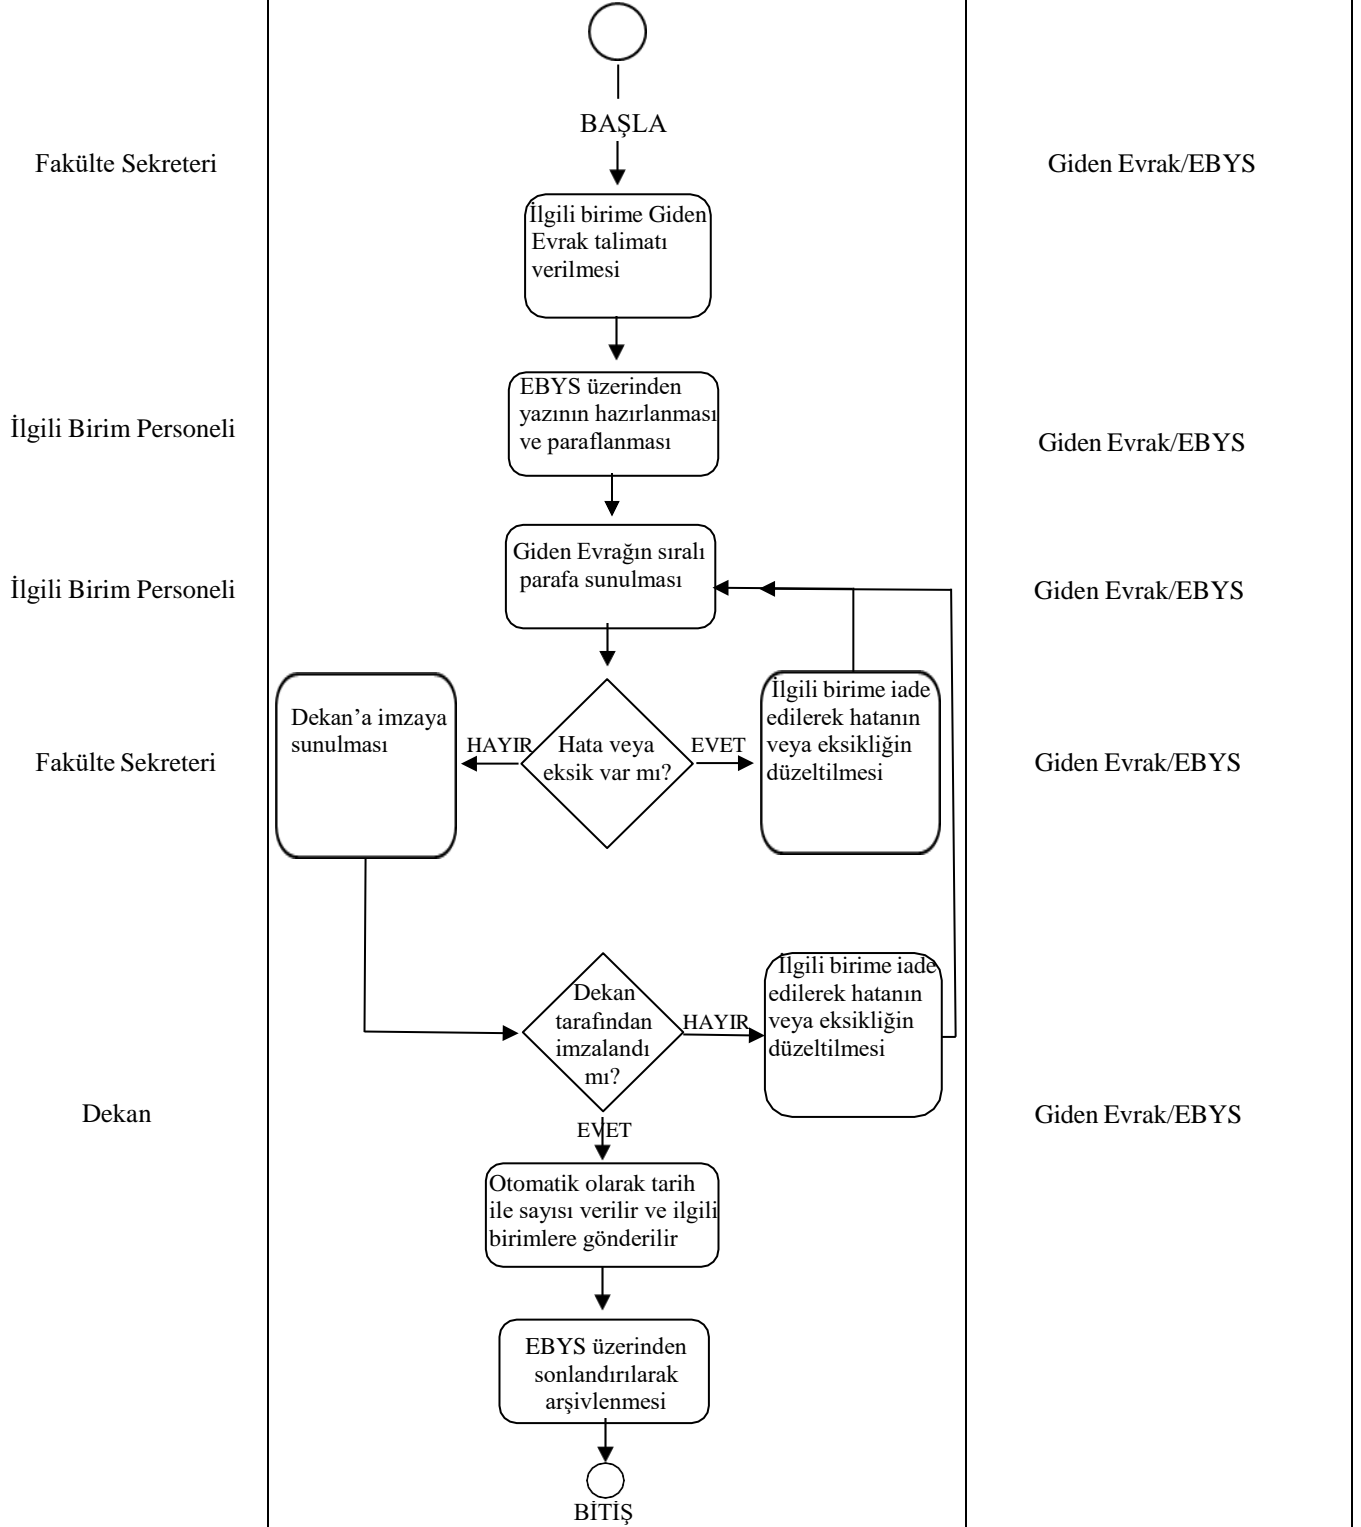 BAŞLA
Fakülte Sekreteri
Giden Evrak/EBYS
İlgili birime Giden
Evrak talimatı
verilmesi
EBYS üzerinden
yazının hazırlanması
ve paraflanması
İlgili Birim Personeli
Giden Evrak/EBYS
Giden Evrağın sıralı
parafa sunulması
İlgili Birim Personeli
Giden Evrak/EBYS
Dekan’a imzaya
sunulması
HAYIR
Hata veya
eksik var mı?
EVET
İlgili birime iade
edilerek hatanın
veya eksikliğin
düzeltilmesi
Fakülte Sekreteri
Giden Evrak/EBYS
Dekan
tarafından
imzalandı
mı?
HAYIR
İlgili birime iade
edilerek hatanın
veya eksikliğin
düzeltilmesi
Dekan
Giden Evrak/EBYS
EVET
Otomatik olarak tarih
ile sayısı verilir ve ilgili
birimlere gönderilir
EBYS üzerinden
sonlandırılarak
arşivlenmesi
BİTİŞ